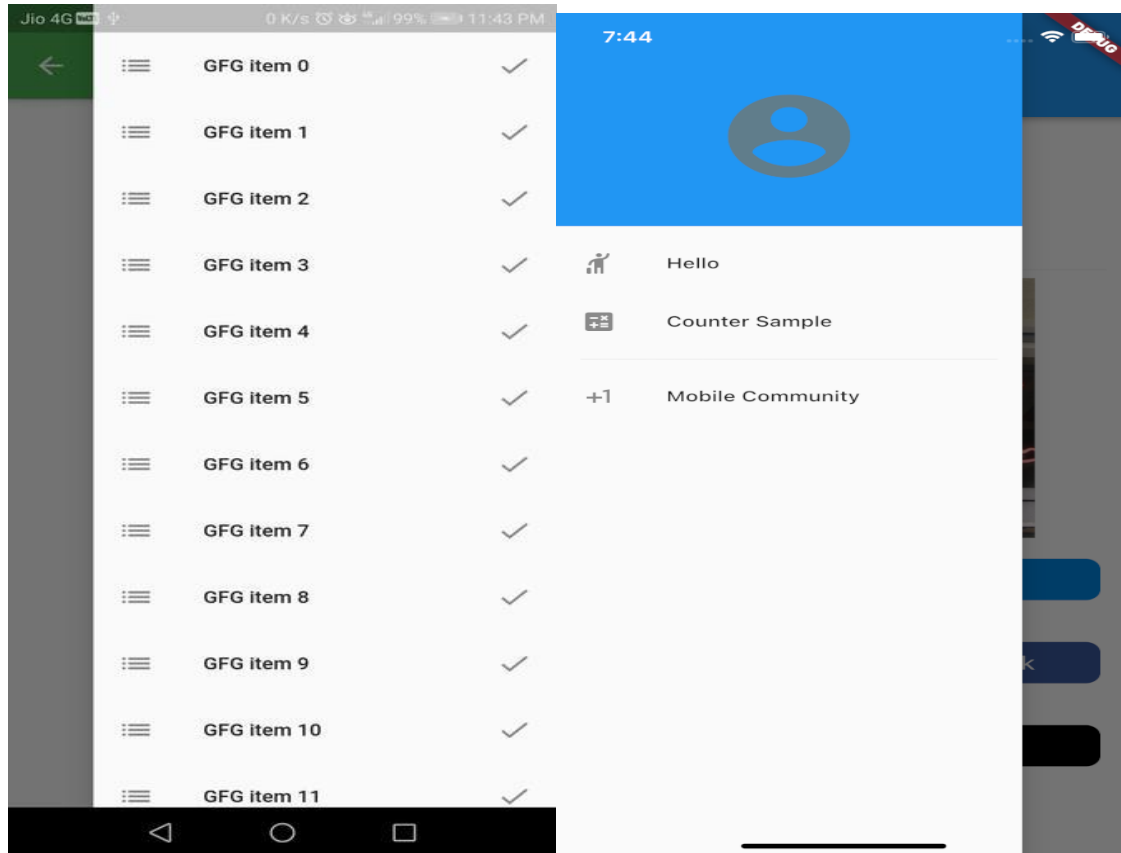 Jio 4G 0 K/s 99% 11:43 PM
GFG item 0
GFG item 1
GFG item 2
GFG item 3
GFG item 4
GFG item 5
GFG item 6
GFG item 7
GFG item 8
GFG item 9
GFG item 10
GFG item 11
7:44
DEBUG
Hello
Counter Sample
+1 Mobile Community
k